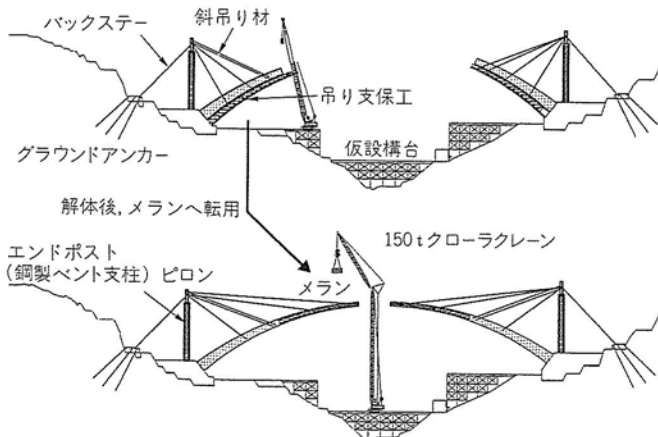 バックステー
斜吊り材
吊り支保工
グラウンドアンカー
仮設構台
解体後,メランへ転用
150tクローラクレーン
エンドポスト
(鋼製ベント支柱)ピロン
メラン